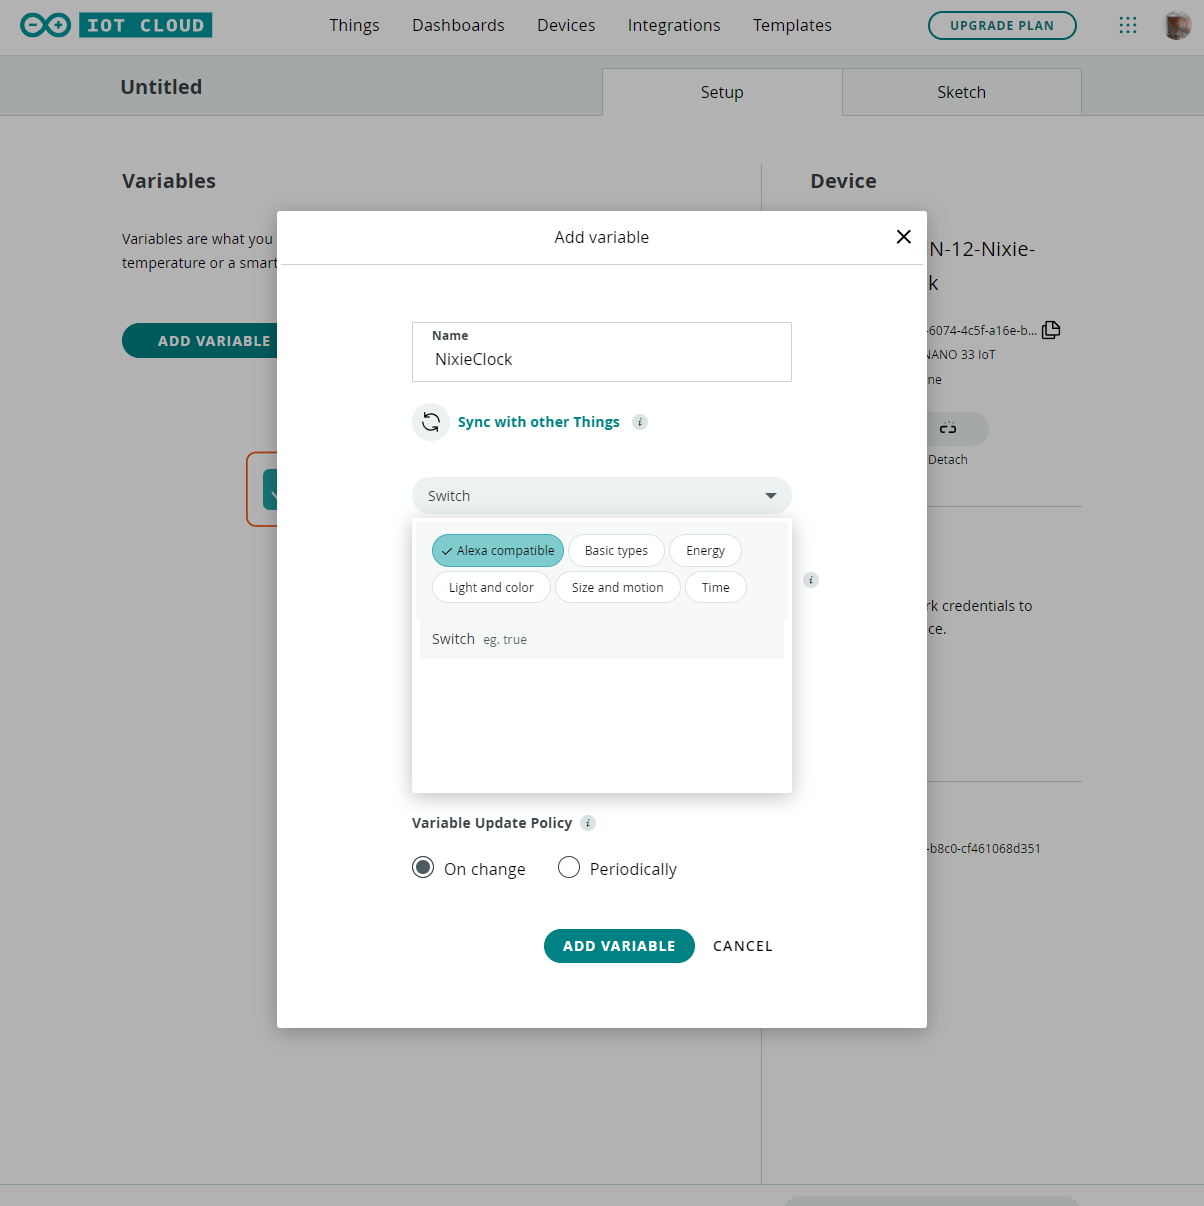 IOT CLOUD
Things Dashboards Devices Integrations Templates
UPGRADE PLAN
Untitled
Setup
Sketch
Variables
Variables are what you
temperature or a smart
ADD VARIABLE
Device
N-12-Nixie-
k
-6074-4c5f-a16e-b...
NANO 33 IoT
ne
Detach
rk credentials to
ce.
-b8c0-cf461068d351
Add variable
Name
NixieClock
Sync with other Things i
Switch
Alexa compatible Basic types Energy
Light and color Size and motion Time
i
Switch eg. true
Variable Update Policy i
On change Periodically
ADD VARIABLE CANCEL